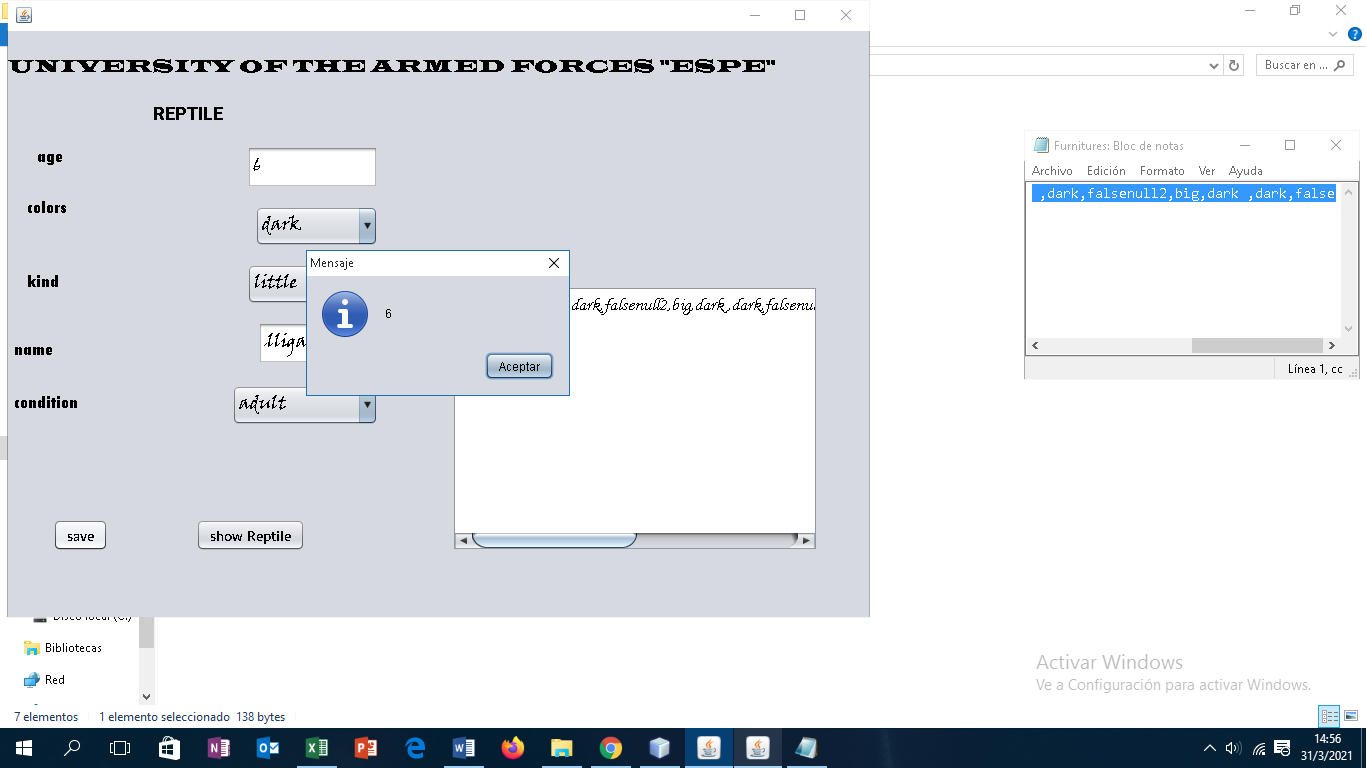 UNIVERSITY OF THE ARMED FORCES "ESPE"
REPTILE
age
6
colors
dark
kind
little
name
lliga
condition
adult
save
show Reptile
Mensaje
6
Aceptar
dark,falsenull2,big,dark ,dark,falsenu
Buscar en ...
Furnitures: Bloc de notas
Archivo Edición Formato Ver Ayuda
,dark,falsenull2,big,dark ,dark,false
Línea 1, cc
Disco local (C:)
Bibliotecas
Red
7 elementos 1 elemento seleccionado 138 bytes
Activar Windows
Ve a Configuración para activar Windows.
14:56
31/3/2021